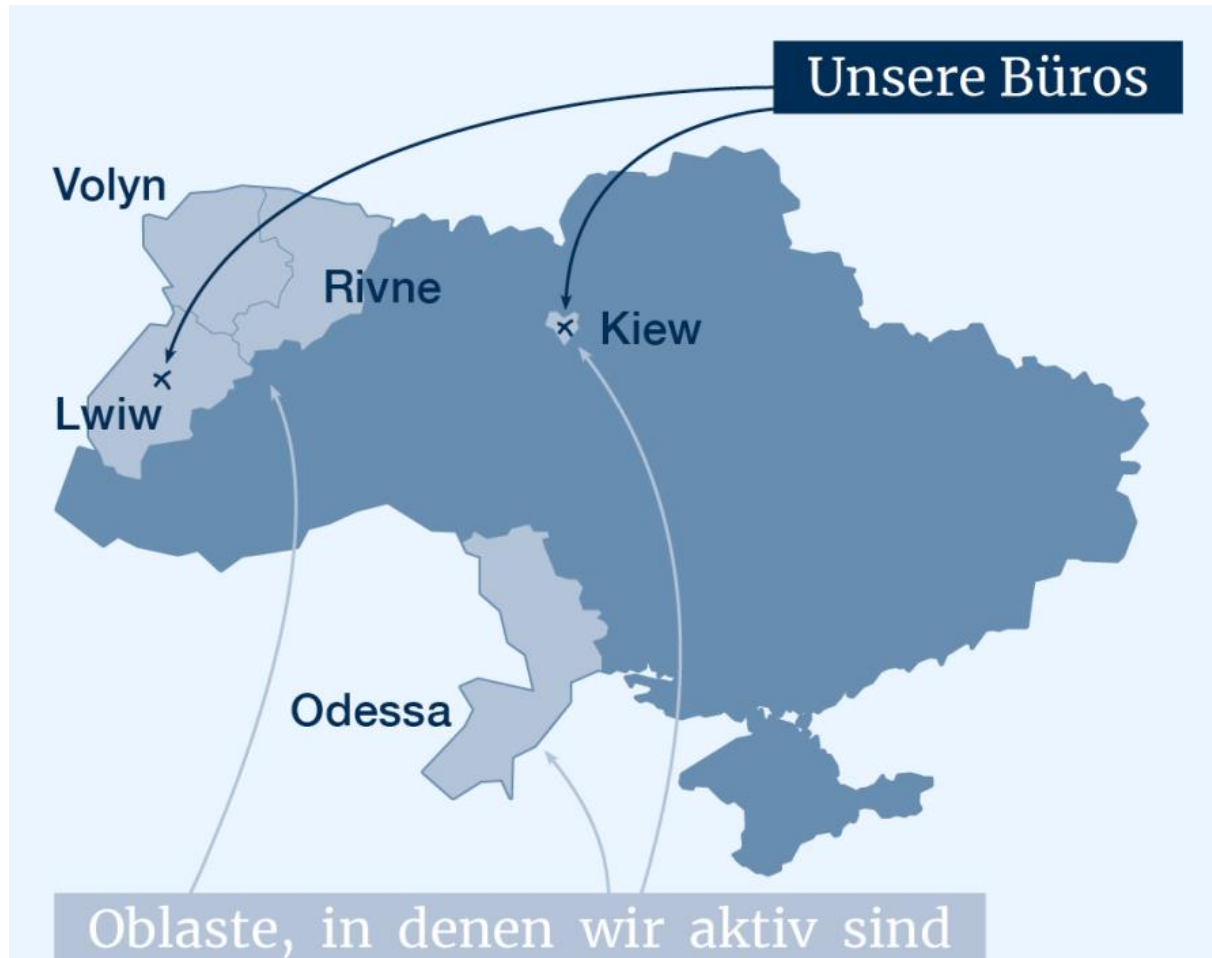 Unsere Büros
Volyn
Rivne
Kiew
Lwiw
Odessa
Oblaste, in denen wir aktiv sind